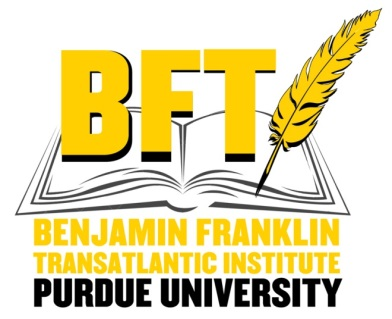 BFT
BENJAMIN FRANKLIN
TRANSATLANTIC INSTITUTE
PURDUE UNIVERSITY